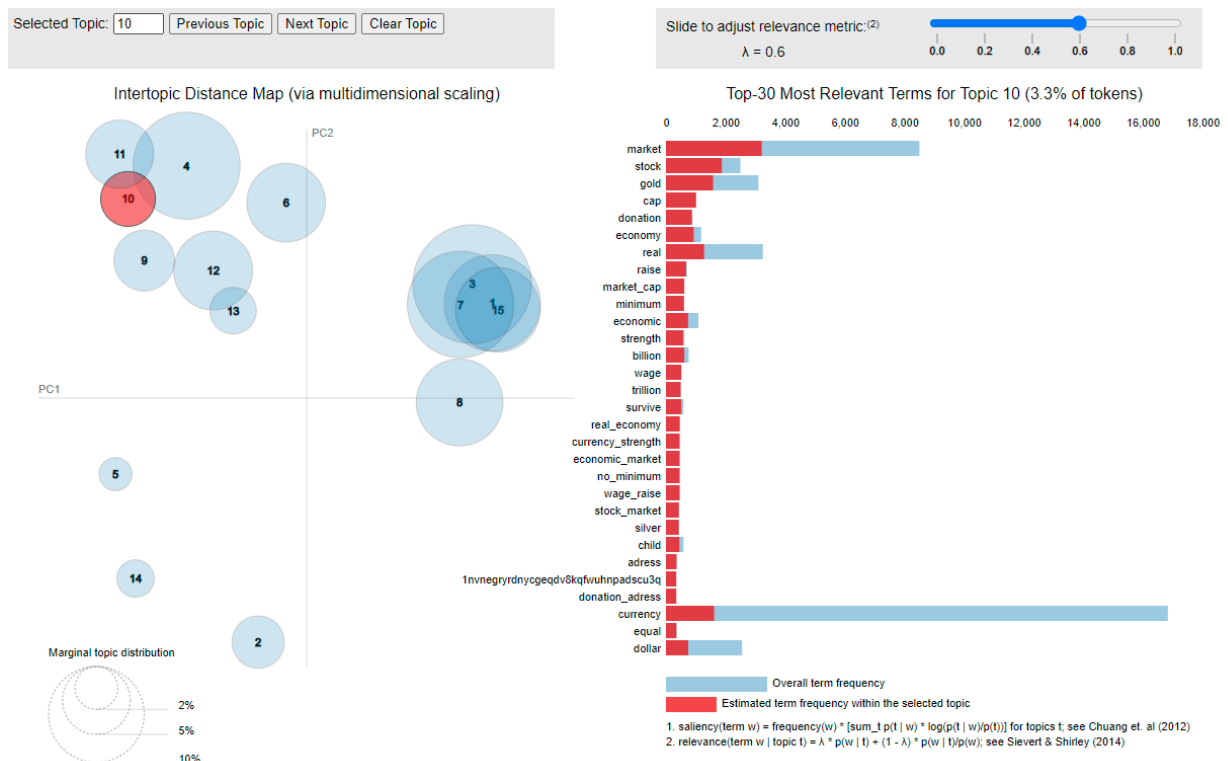 Selected Topic: 10 Previous Topic Next Topic Clear Topic
Slide to adjust relevance metric:(2)
λ = 0.6
0.0 0.2 0.4 0.6 0.8 1.0
Intertopic Distance Map (via multidimensional scaling)
PC2
PC1
11
4
10
6
9
12
13
3
7
1
15
8
5
14
2
Marginal topic distribution
2%
5%
10%
Top-30 Most Relevant Terms for Topic 10 (3.3% of tokens)
0 2,000 4,000 6,000 8,000 10,000 12,000 14,000 16,000 18,000
market
stock
gold
cap
donation
economy
real
raise
market_cap
minimum
economic
strength
billion
wage
trillion
survive
real_economy
currency_strength
economic_market
no_minimum
wage_raise
stock_market
silver
child
adress
1nvnegryrdnycgeqdv8kqfwuhnpadscu3q
donation_adress
currency
equal
dollar
Overall term frequency
Estimated term frequency within the selected topic
1. saliency(term w) = frequency(w) * [sum_t p(t | w) * log(p(t | w)/p(t))] for topics t; see Chuang et. al (2012)
2. relevance(term w | topic t) = λ * p(w | t) + (1 - λ) * p(w | t)/p(w); see Sievert & Shirley (2014)